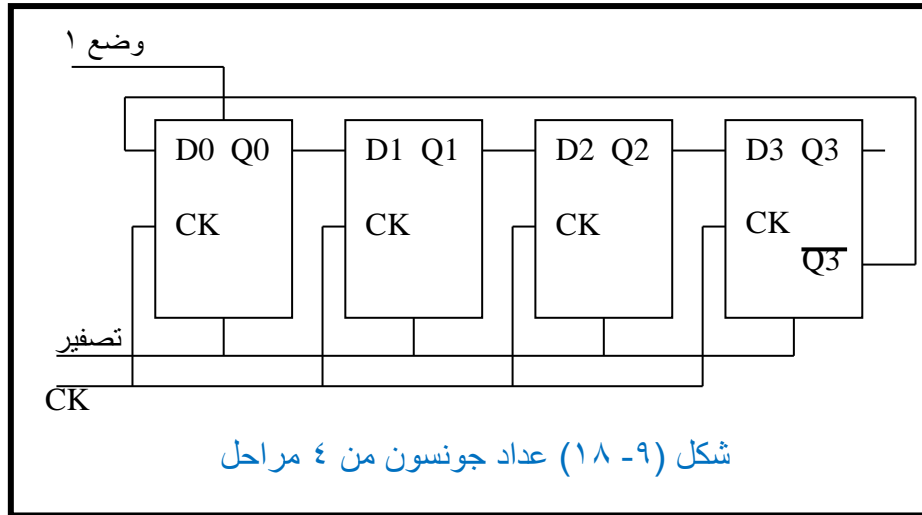 وضع ١
D0 Q0 D1 Q1 D2 Q2 D3 Q3
CK CK CK CK
Q3
تصفير
CK
شكل (٩- ١٨) عداد جونسون من ٤ مراحل